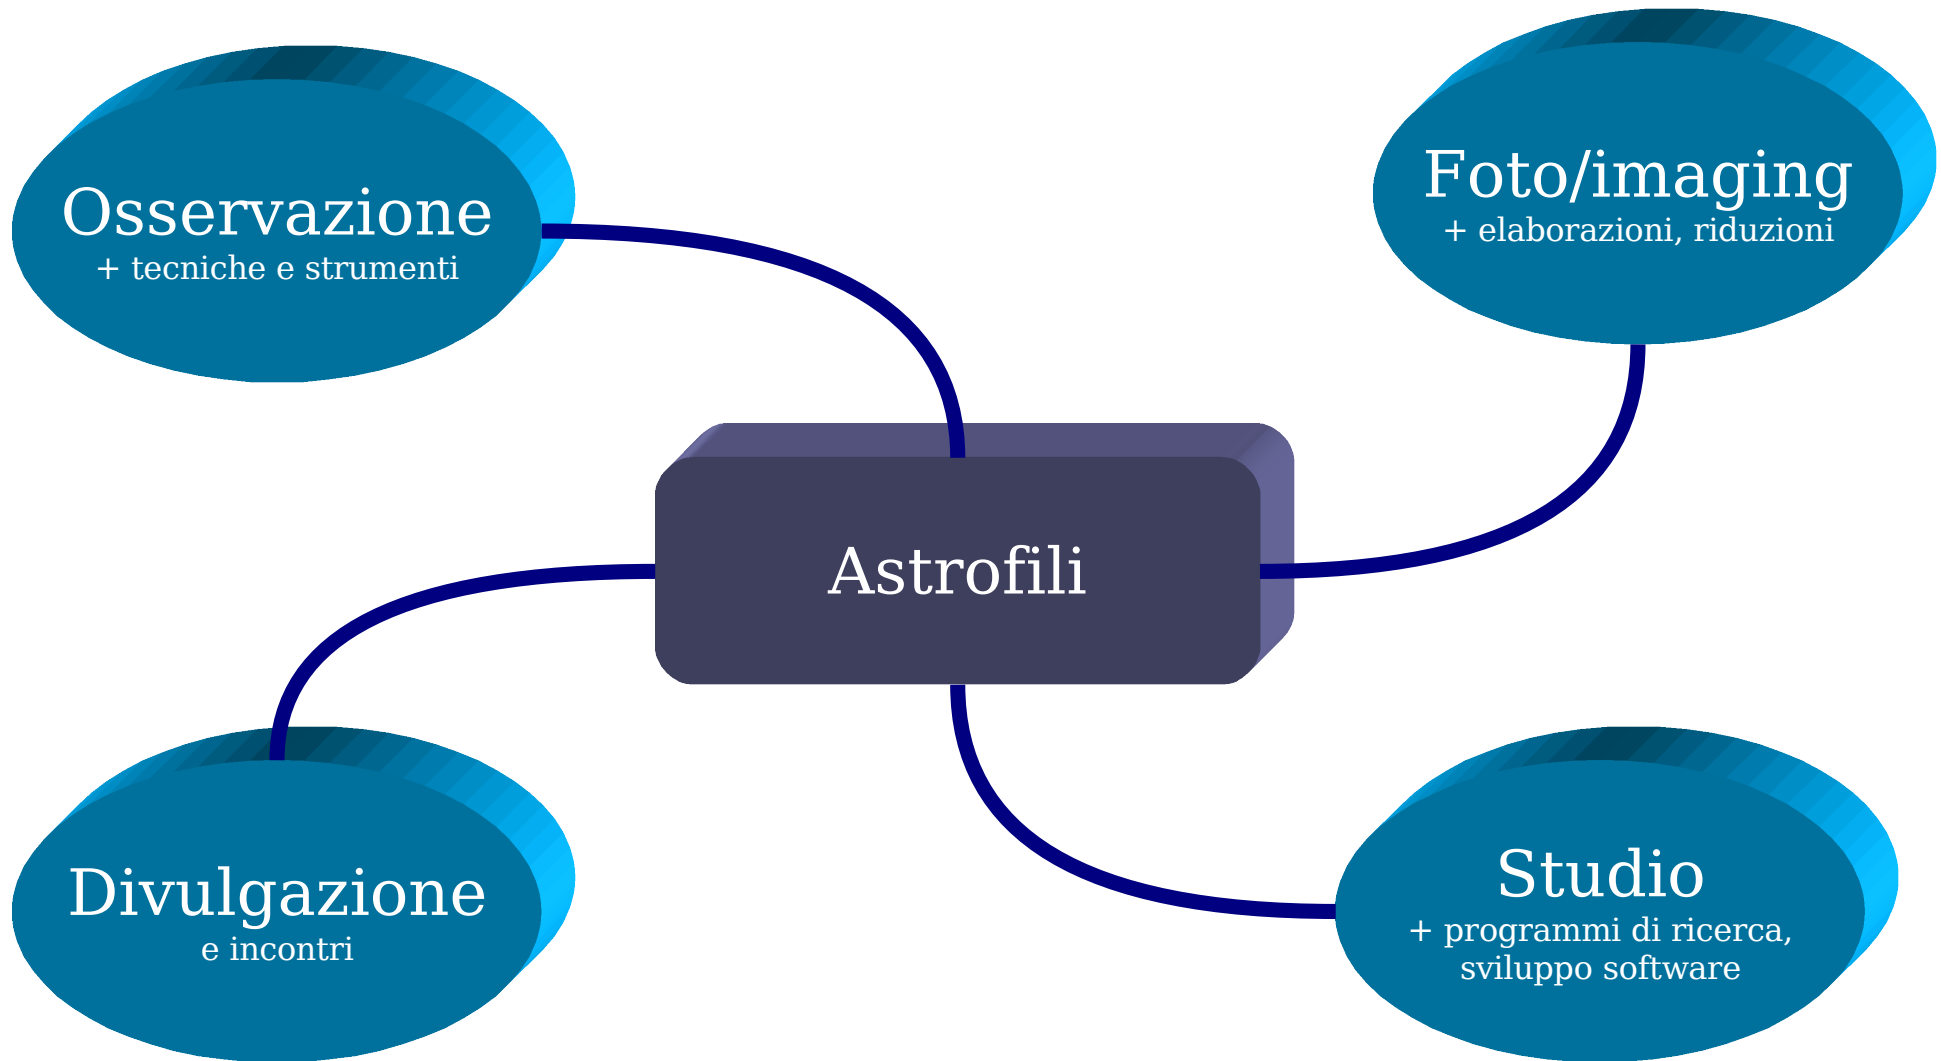 Osservazione
+ tecniche e strumenti
Foto/imaging
+ elaborazioni, riduzioni
Astrofili
Divulgazione
e incontri
Studio
+ programmi di ricerca,
sviluppo software